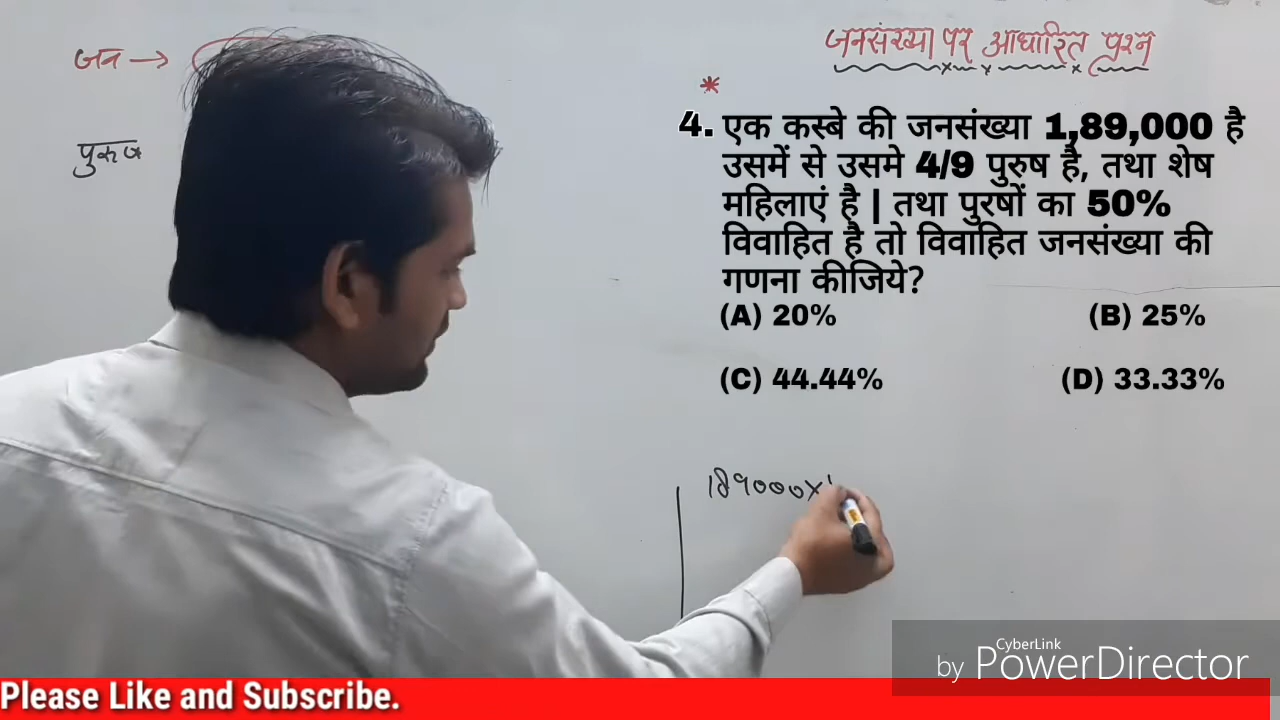 जन →
जनसंख्या पर आधारित प्रश्न
*
पुरुष
4. एक कस्बे की जनसंख्या 1,89,000 है
उसमें से उसमे 4/9 पुरुष है, तथा शेष
महिलाएं है | तथा पुरषों का 50%
विवाहित है तो विवाहित जनसंख्या की
गणना कीजिये?
(A) 20% (B) 25%
(C) 44.44% (D) 33.33%
189000×
CyberLink
by PowerDirector
Please Like and Subscribe.